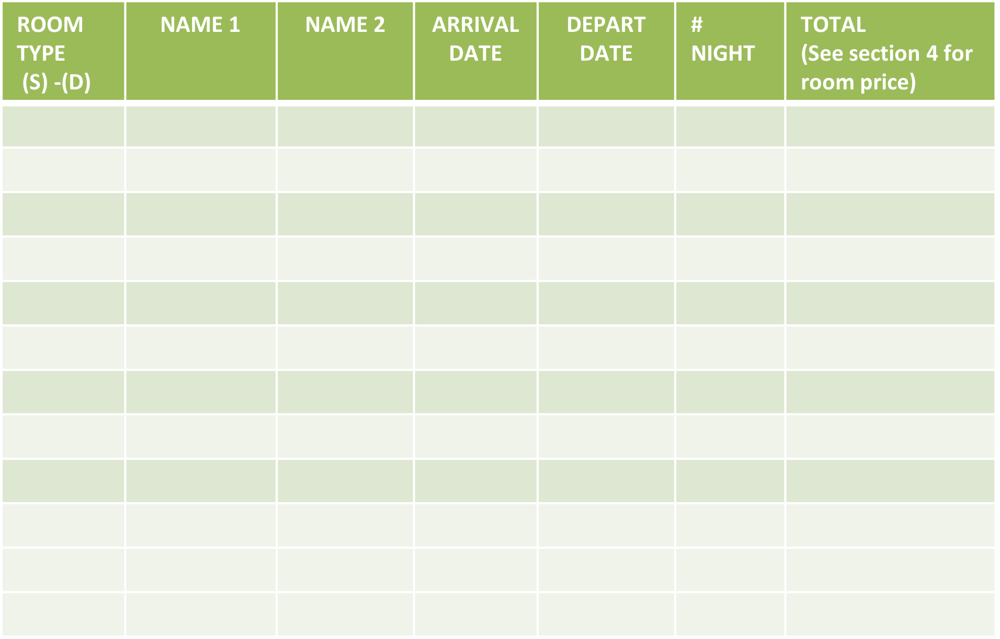 ROOM
TYPE
(S) -(D)
NAME 1
NAME 2
ARRIVAL
DATE
DEPART
DATE
#
NIGHT
TOTAL
(See section 4 for
room price)